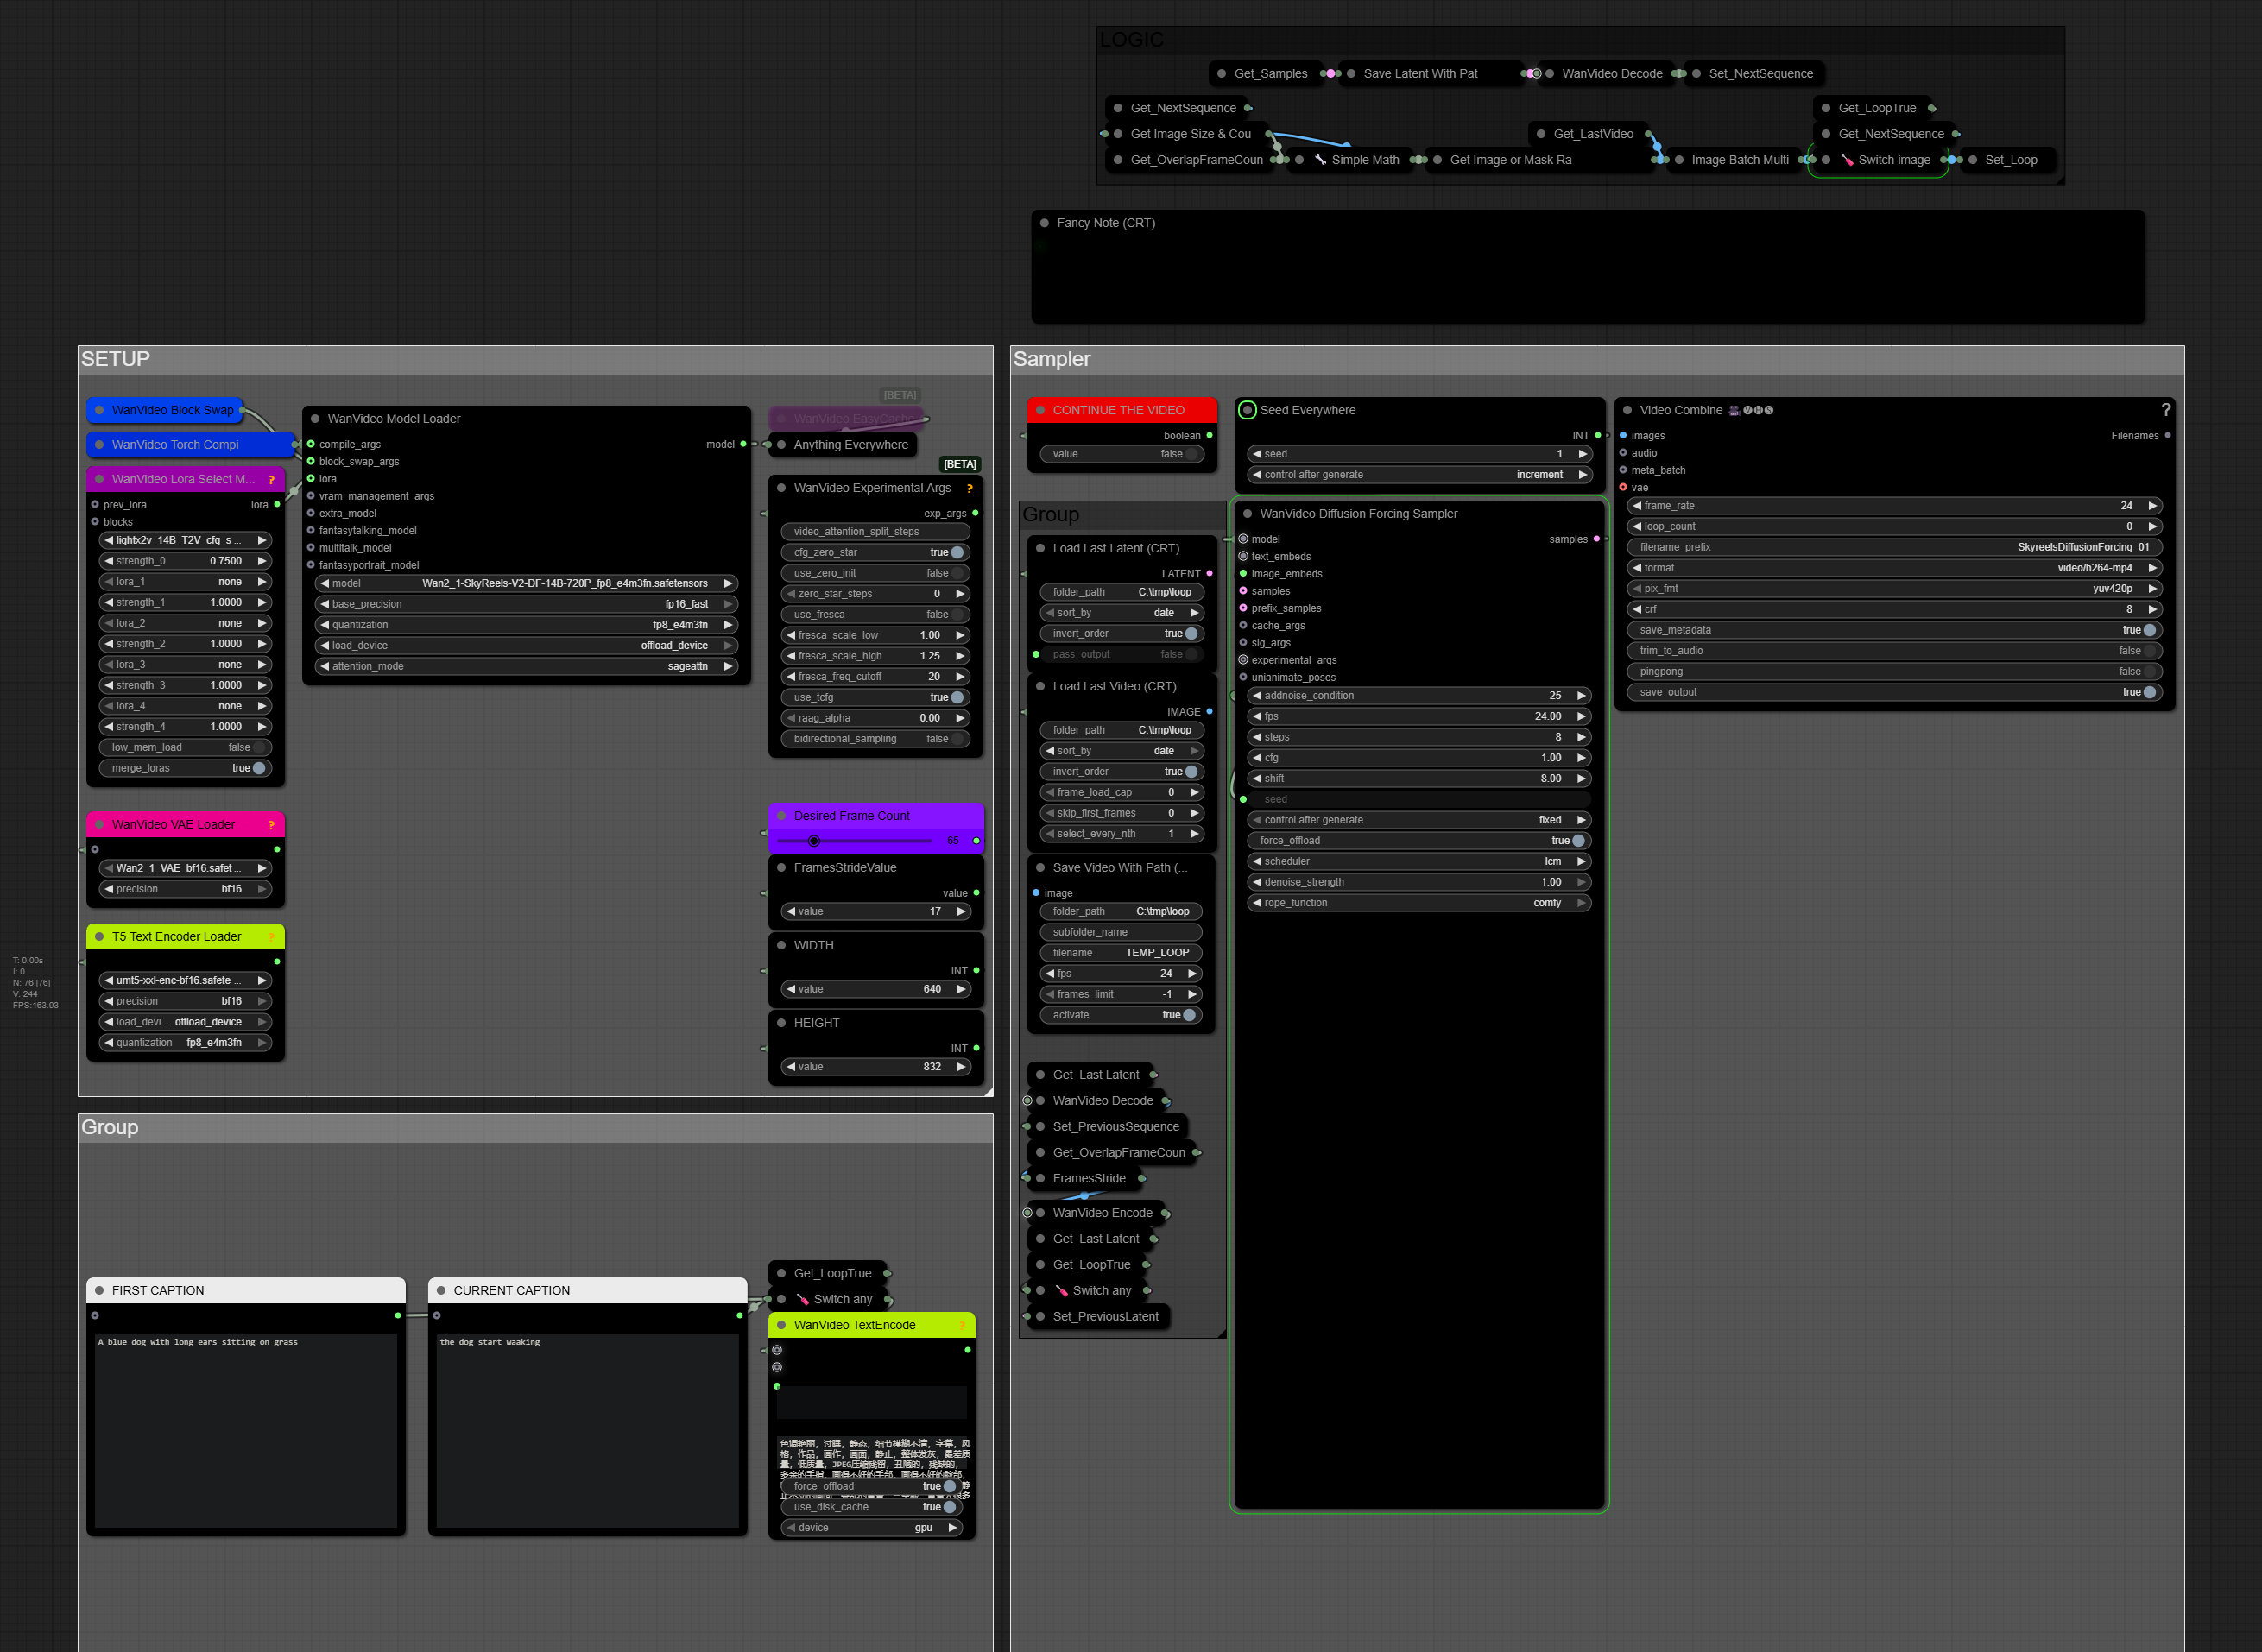 LOGIC
Get_Samples
Save Latent With Pat
WanVideo Decode
Set_NextSequence
Get_NextSequence
Get_LoopTrue
Get Image Size & Cou
Get_LastVideo
Get_NextSequence
Get_OverlapFrameCoun
Simple Math
Get Image or Mask Ra
Image Batch Multi
Switch image
Set_Loop
Fancy Note (CRT)
SETUP
WanVideo Block Swap
WanVideo Torch Compi
WanVideo Lora Select M... ?
prev_lora lora
blocks
lightx2v_14B_T2V_cfg_s ...
strength_0 0.7500
lora_1 none
strength_1 1.0000
lora_2 none
strength_2 1.0000
lora_3 none
strength_3 1.0000
lora_4 none
strength_4 1.0000
low_mem_load false
merge_loras true
WanVideo Model Loader
compile_args model
block_swap_args
lora
vram_management_args
extra_model
fantasytalking_model
multitalk_model
fantasyportrait_model
model Wan2_1-SkyReels-V2-DF-14B-720P_fp8_e4m3fn.safetensors
base_precision fp16_fast
quantization fp8_e4m3fn
load_device offload_device
attention_mode sageattn
[BETA]
WanVideo EasyCache
Anything Everywhere
[BETA]
WanVideo Experimental Args ?
exp_args
video_attention_split_steps
cfg_zero_star true
use_zero_init false
zero_star_steps 0
use_fresca false
fresca_scale_low 1.00
fresca_scale_high 1.25
fresca_freq_cutoff 20
use_tcfg true
raag_alpha 0.00
bidirectional_sampling false
WanVideo VAE Loader ?
Wan2_1_VAE_bf16.safet ...
precision bf16
T5 Text Encoder Loader ?
umt5-xxl-enc-bf16.safete ...
precision bf16
load_devi ... offload_device
quantization fp8_e4m3fn
T: 0.00s
I: 0
N: 76 [76]
V: 244
FPS:163.93
Desired Frame Count
65
FramesStrideValue
value
value 17
WIDTH
INT
value 640
HEIGHT
INT
value 832
Group
FIRST CAPTION
A blue dog with long ears sitting on grass
CURRENT CAPTION
the dog start waaking
Get_LoopTrue
Switch any
WanVideo TextEncode ?
色调艳丽，过曝，静态，细节模糊不清，字幕，风
格，作品，画作，画面，静止，整体发灰，最差质
量，低质量，JPEG压缩残留，丑陋的，残缺的，
多余的手指，画得不好的手部，画得不好的脸部，
force_offload true
use_disk_cache true
device gpu
Sampler
CONTINUE THE VIDEO
boolean
value false
Group
Load Last Latent (CRT)
LATENT
folder_path C:\tmp\loop
sort_by date
invert_order true
pass_output false
Load Last Video (CRT)
IMAGE
folder_path C:\tmp\loop
sort_by date
invert_order true
frame_load_cap 0
skip_first_frames 0
select_every_nth 1
Save Video With Path (...
image
folder_path C:\tmp\loop
subfolder_name
filename TEMP_LOOP
fps 24
frames_limit -1
activate true
Get_Last Latent
WanVideo Decode
Set_PreviousSequence
Get_OverlapFrameCoun
FramesStride
WanVideo Encode
Get_Last Latent
Get_LoopTrue
Switch any
Set_PreviousLatent
Seed Everywhere
INT
seed 1
control after generate increment
WanVideo Diffusion Forcing Sampler
model samples
text_embeds
image_embeds
samples
prefix_samples
cache_args
slg_args
experimental_args
unianimate_poses
addnoise_condition 25
fps 24.00
steps 8
cfg 1.00
shift 8.00
seed
control after generate fixed
force_offload true
scheduler lcm
denoise_strength 1.00
rope_function comfy
Video Combine 🎥🅥🅗🅢 ?
images Filenames
audio
meta_batch
vae
frame_rate 24
loop_count 0
filename_prefix SkyreelsDiffusionForcing_01
format video/h264-mp4
pix_fmt yuv420p
crf 8
save_metadata true
trim_to_audio false
pingpong false
save_output true